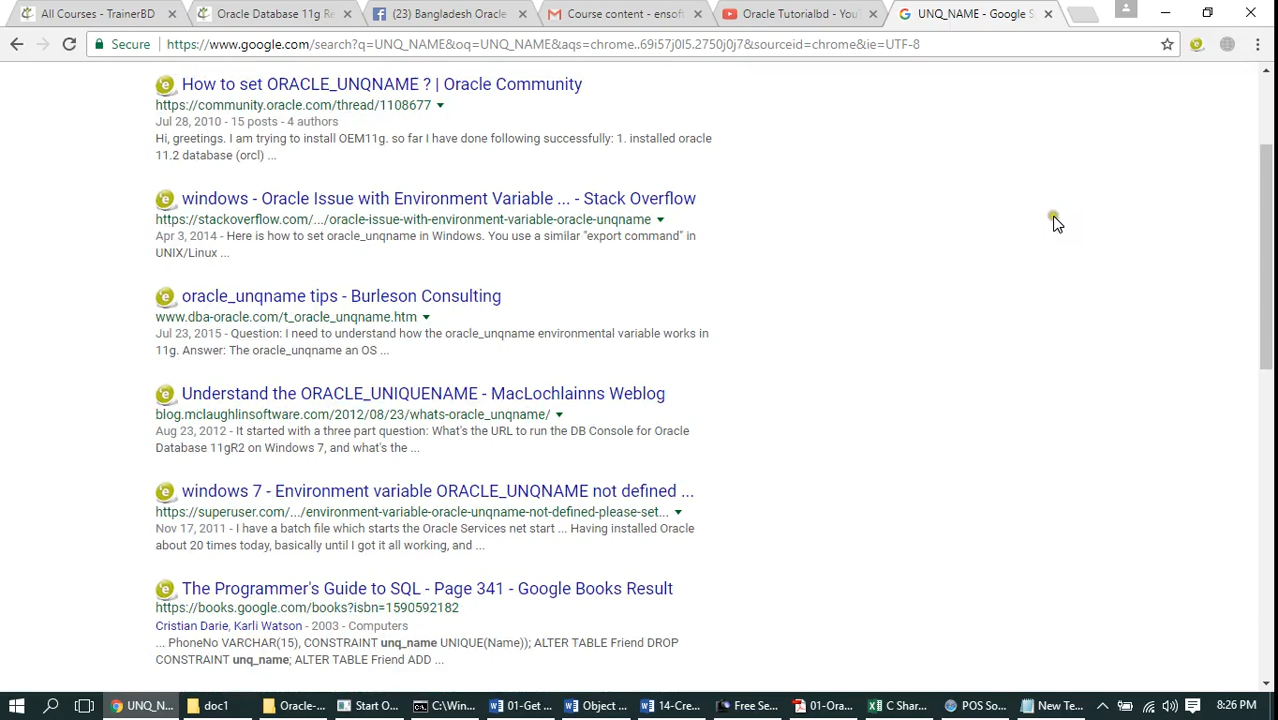 All Courses - TrainerBD
Oracle Database 11g Re
(23) Bangladesh Oracle
Course content - ensoft
Oracle Tutorialbd - You
UNQ_NAME - Google S
Secure
https://www.google.com/search?q=UNQ_NAME&oq=UNQ_NAME&aqs=chrome..69i57j0l5.2750j0j7&sourceid=chrome&ie=UTF-8
How to set ORACLE_UNQNAME ? | Oracle Community
https://community.oracle.com/thread/1108677
Jul 28, 2010 - 15 posts - 4 authors
Hi, greetings. I am trying to install OEM11g. so far I have done following successfully: 1. installed oracle
11.2 database (orcl) ...
windows - Oracle Issue with Environment Variable ... - Stack Overflow
https://stackoverflow.com/.../oracle-issue-with-environment-variable-oracle-unqname
Apr 3, 2014 - Here is how to set oracle_unqname in Windows. You use a similar "export command" in
UNIX/Linux ...
oracle_unqname tips - Burleson Consulting
www.dba-oracle.com/t_oracle_unqname.htm
Jul 23, 2015 - Question: I need to understand how the oracle_unqname environmental variable works in
11g. Answer: The oracle_unqname an OS ...
Understand the ORACLE_UNIQUENAME - MacLochlainns Weblog
blog.mclaughlinsoftware.com/2012/08/23/whats-oracle_unqname/
Aug 23, 2012 - It started with a three part question: What's the URL to run the DB Console for Oracle
Database 11gR2 on Windows 7, and what's the ...
windows 7 - Environment variable ORACLE_UNQNAME not defined ...
https://superuser.com/.../environment-variable-oracle-unqname-not-defined-please-set...
Nov 17, 2011 - I have a batch file which starts the Oracle Services net start ... Having installed Oracle
about 20 times today, basically until I got it all working, and ...
The Programmer's Guide to SQL - Page 341 - Google Books Result
https://books.google.com/books?isbn=1590592182
Cristian Darie, Karli Watson - 2003 - Computers
... PhoneNo VARCHAR(15), CONSTRAINT unq_name UNIQUE(Name)); ALTER TABLE Friend DROP
CONSTRAINT unq_name; ALTER TABLE Friend ADD ...
UNQ_N...
doc1
Oracle-...
Start O...
C:\Win...
01-Get ...
Object ...
14-Cre...
Free Se...
01-Ora...
C Shar...
POS So...
New Te...
8:26 PM